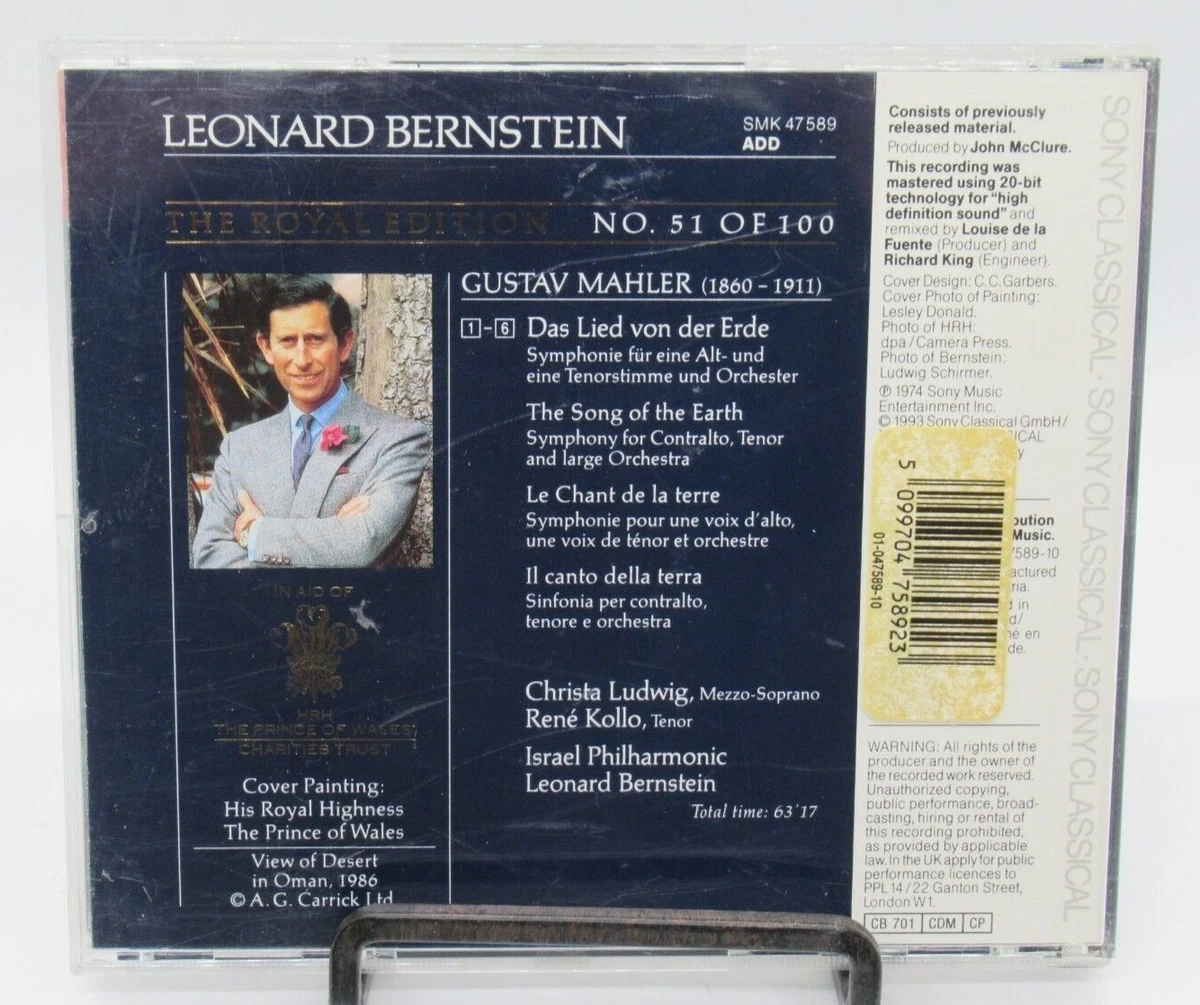 LEONARD BERNSTEIN
SMK 47589
ADD
THE ROYAL EDITION
NO. 51 OF 100
GUSTAV MAHLER (1860 – 1911)
1 – 6 Das Lied von der Erde
Symphonie für eine Alt- und
eine Tenorstimme und Orchester
The Song of the Earth
Symphony for Contralto, Tenor
and large Orchestra
Le Chant de la terre
Symphonie pour une voix d'alto,
une voix de ténor et orchestre
Il canto della terra
Sinfonia per contralto,
tenore e orchestra
Christa Ludwig, Mezzo-Soprano
René Kollo, Tenor
Israel Philharmonic
Leonard Bernstein
Total time: 63'17
IN AID OF
HRH
THE PRINCE OF WALES'
CHARITIES TRUST
Cover Painting:
His Royal Highness
The Prince of Wales
View of Desert
in Oman, 1986
© A. G. Carrick Ltd
Consists of previously
released material.
Produced by John McClure.
This recording was
mastered using 20-bit
technology for "high
definition sound" and
remixed by Louise de la
Fuente (Producer) and
Richard King (Engineer).
Cover Design: C. C. Garbers.
Cover Photo of Painting:
Lesley Donald.
Photo of HRH:
dpa / Camera Press.
Photo of Bernstein:
Ludwig Schirmer.
℗ 1974 Sony Music
Entertainment Inc.
© 1993 Sony Classical GmbH/
5 099704 758923
01-047589-10
Music.
in
en
WARNING: All rights of the
producer and the owner of
the recorded work reserved.
Unauthorized copying,
public performance, broad-
casting, hiring or rental of
this recording prohibited,
as provided by applicable
law. In the UK apply for public
performance licences to
PPL 14 / 22 Ganton Street,
London W1.
CB 701 CDM CP
SONY CLASSICAL · SONY CLASSICAL · SONY CLASSICAL